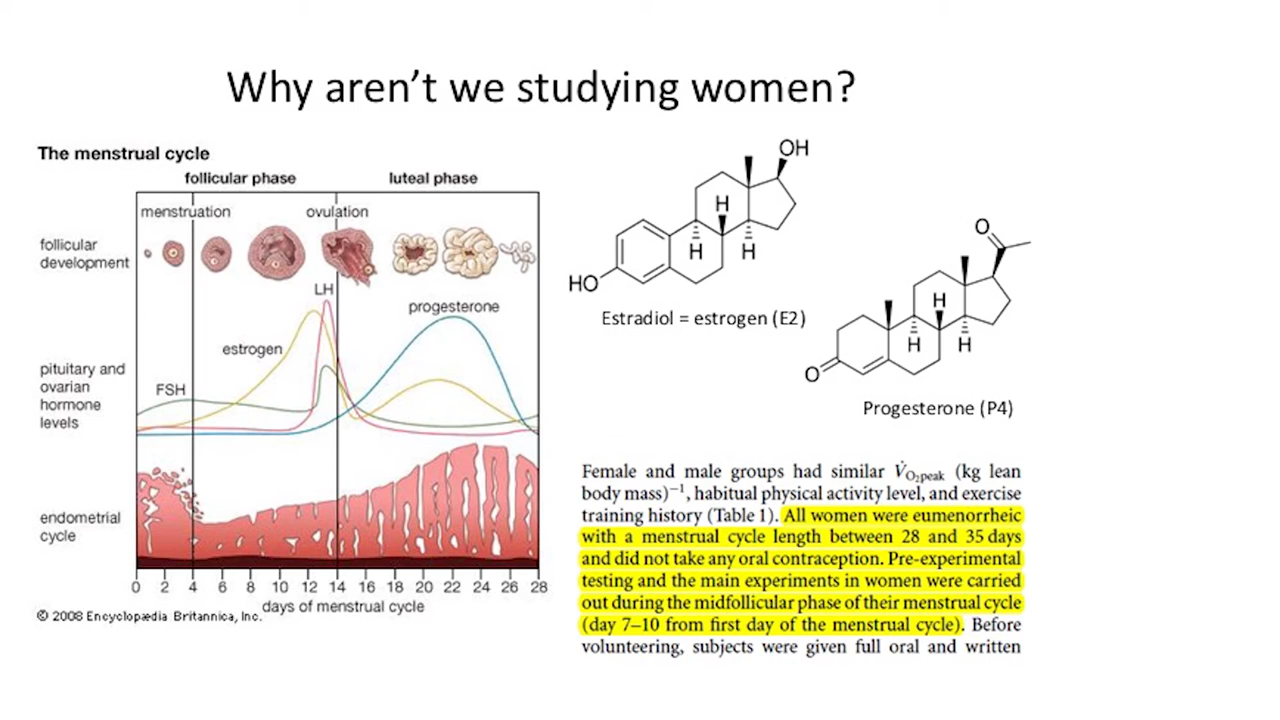 Why aren't we studying women?
The menstrual cycle
follicular phase
luteal phase
menstruation
ovulation
follicular
development
LH
progesterone
estrogen
pituitary and
ovarian
hormone
levels
FSH
endometrial
cycle
0 2 4 6 8 10 12 14 16 18 20 22 24 26 28
days of menstrual cycle
© 2008 Encyclopædia Britannica, Inc.
OH
H
H
H
HO
Estradiol = estrogen (E2)
O
H
H
H
O
Progesterone (P4)
Female and male groups had similar V̇O2peak (kg lean
body mass)−1, habitual physical activity level, and exercise
training history (Table 1). All women were eumenorrheic
with a menstrual cycle length between 28 and 35 days
and did not take any oral contraception. Pre-experimental
testing and the main experiments in women were carried
out during the midfollicular phase of their menstrual cycle
(day 7–10 from first day of the menstrual cycle). Before
volunteering, subjects were given full oral and written